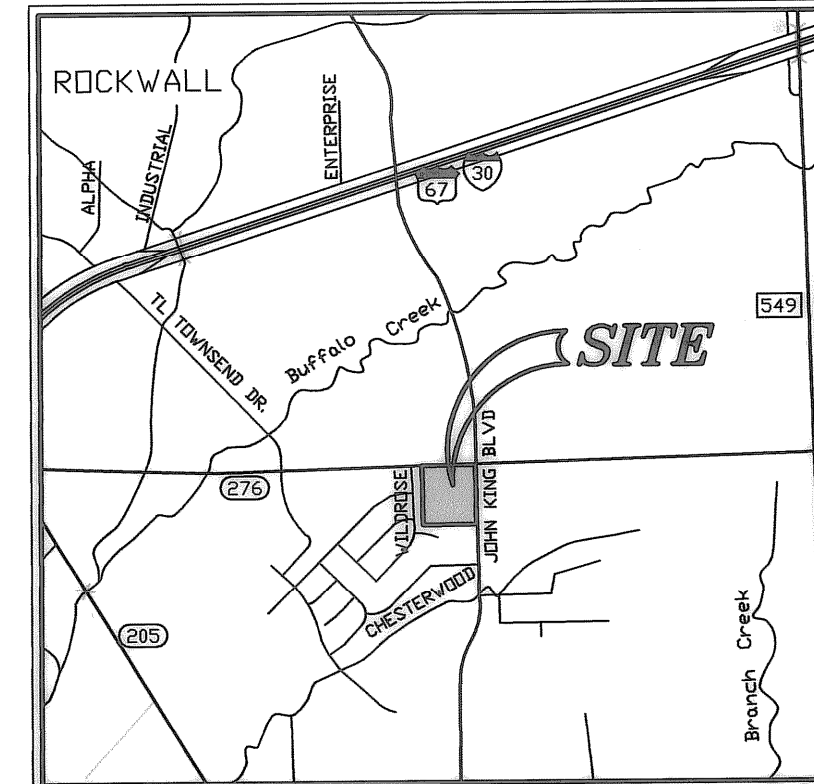 ROCKWALL
ALPHA
INDUSTRIAL
ENTERPRISE
67
30
TL TOWNSEND DR.
Buffalo Creek
549
SITE
276
WILDROSE
JOHN KING BLVD
CHESTERWOOD
205
Branch Creek